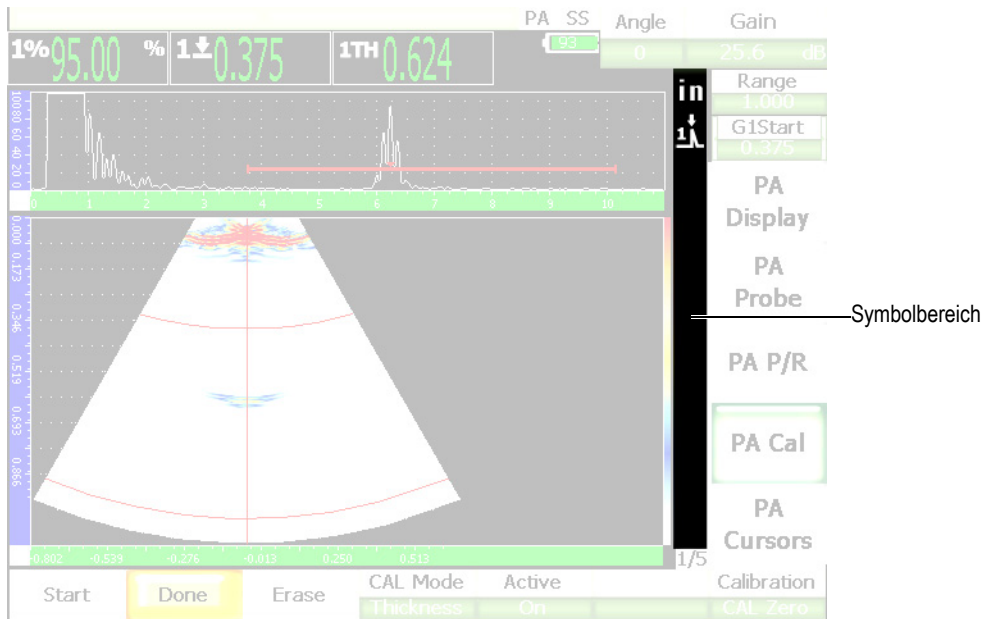 PA SS Angle Gain
1% 95.00 % 1 0.375 1TH 0.624 93 0 25.6 dB
in Range
1.000
1 G1Start
0.375
100 80 60 40 20 0
0 1 2 3 4 5 6 7 8 9 10
PA
Display
PA
Probe
PA P/R
PA Cal
PA
Cursors
Symbolbereich
0.000 0.173 0.346 0.519 0.693 0.866
-0.802 -0.539 -0.276 -0.013 0.250 0.513
1/5
Start Done Erase CAL Mode Active Calibration
Thickness On CAL-Zero